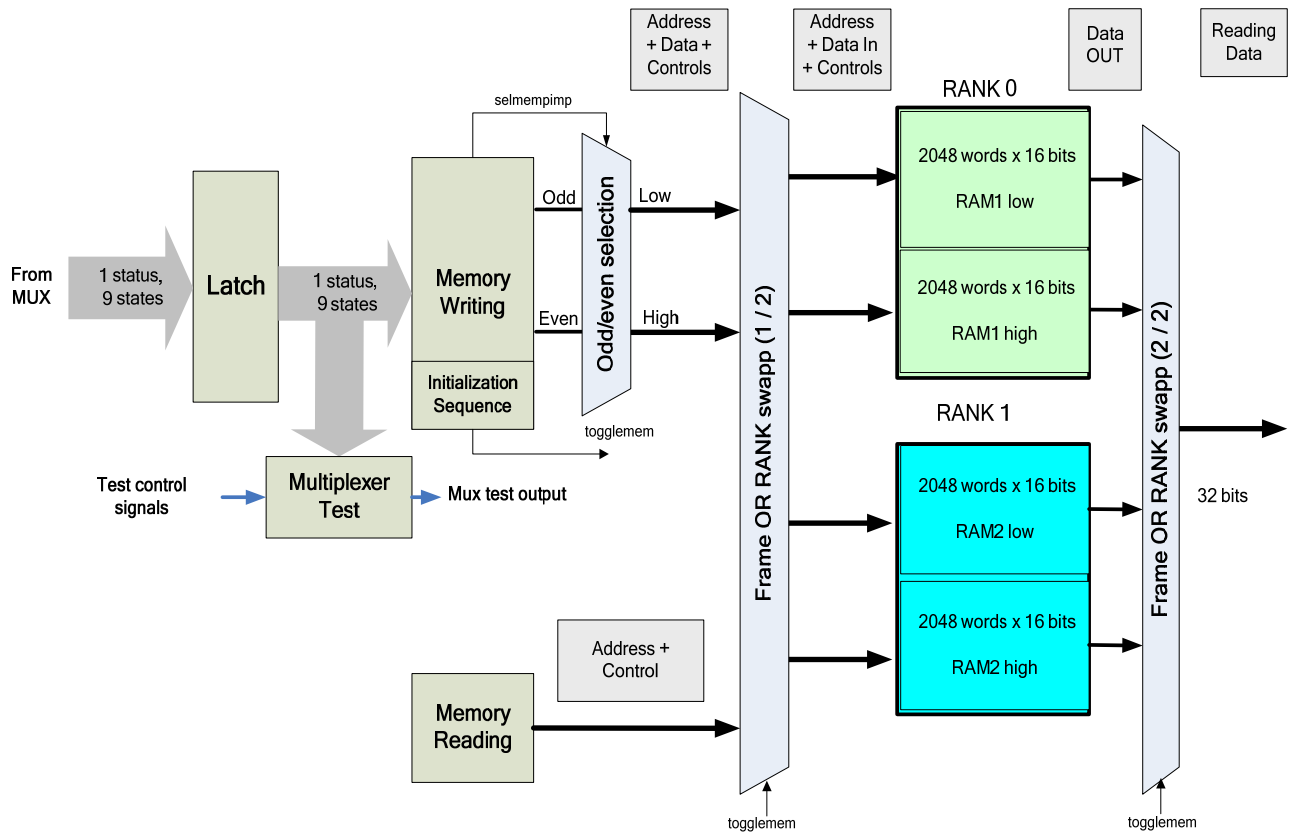 Address
+ Data +
Controls
Address
+ Data In
+ Controls
Data
OUT
Reading
Data
RANK 0
selmempimp
2048 words x 16 bits
RAM1 low
Odd
Low
Odd/even selection
From
MUX
1 status,
9 states
Latch
1 status,
9 states
Memory
Writing
2048 words x 16 bits
RAM1 high
Even
High
Initialization
Sequence
togglemem
Frame OR RANK swapp (1 / 2)
Frame OR RANK swapp (2 / 2)
RANK 1
Test control
signals
Multiplexer
Test
Mux test output
2048 words x 16 bits
RAM2 low
32 bits
2048 words x 16 bits
RAM2 high
Address +
Control
Memory
Reading
togglemem
togglemem